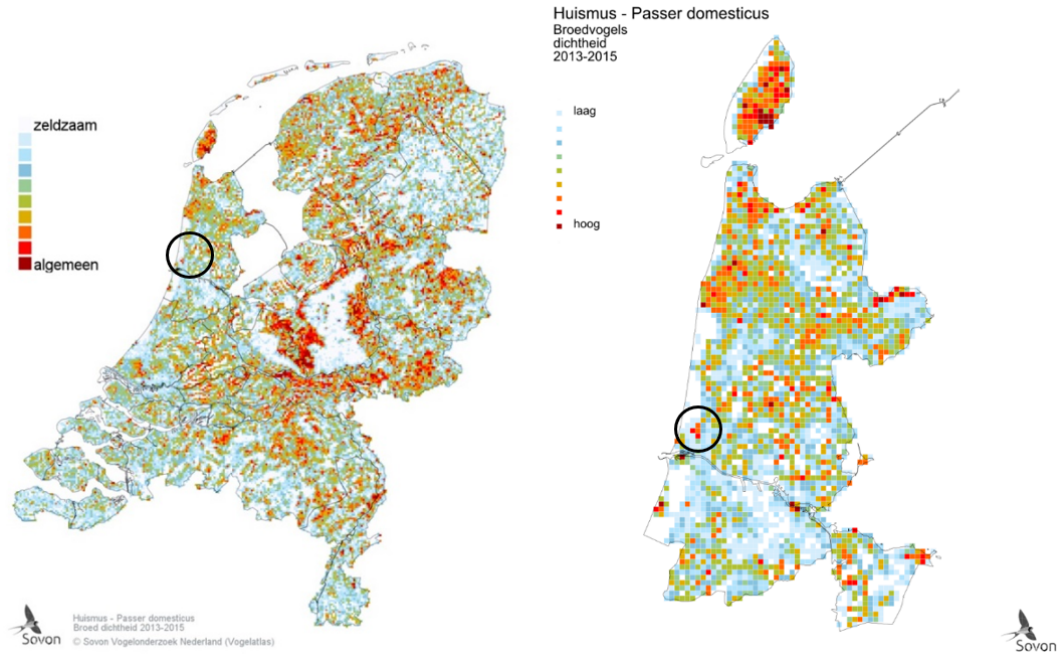 zeldzaam
algemeen
Sovon
Huismus - Passer domesticus
Broed dichtheid 2013-2015
© Sovon Vogelonderzoek Nederland (Vogelatlas)
Huismus - Passer domesticus
Broedvogels
dichtheid
2013-2015
laag
hoog
Sovon